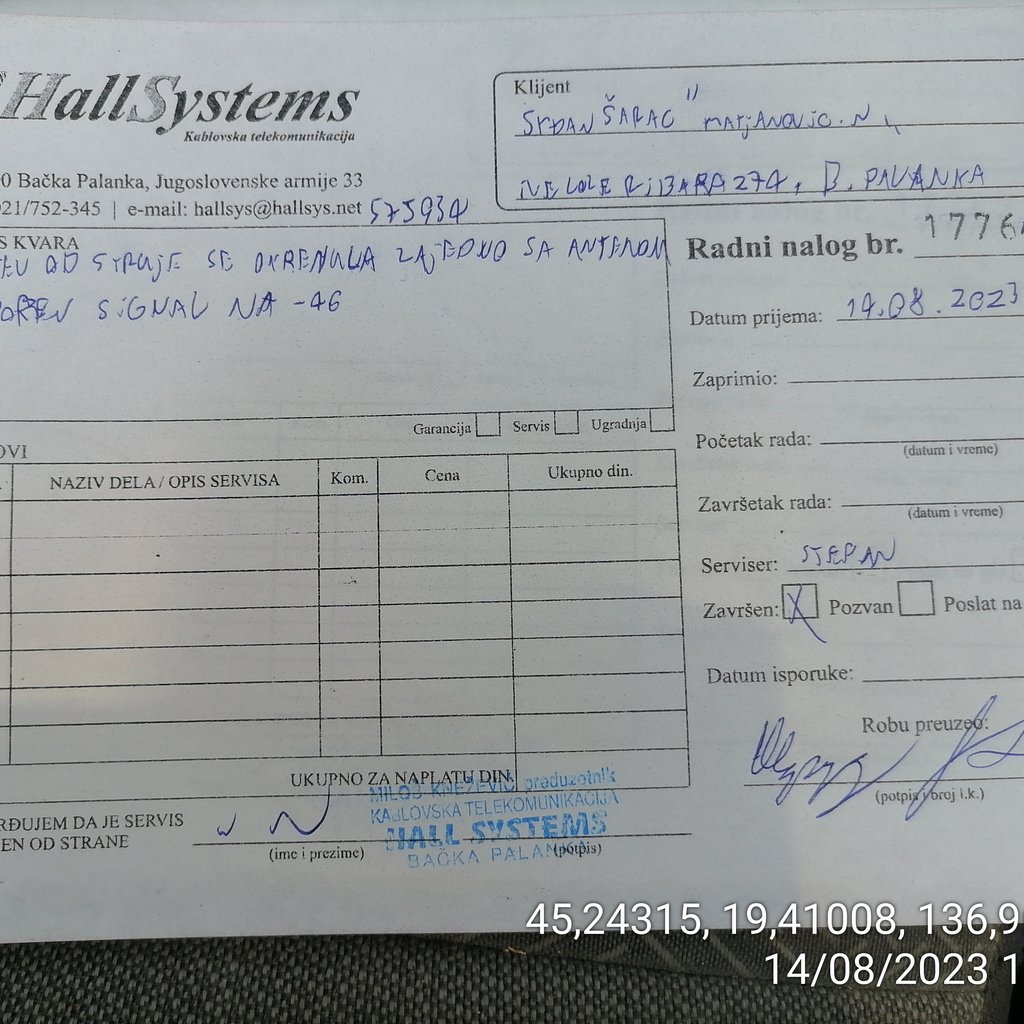 HallSystems
Kablovska telekomunikacija
0 Bačka Palanka, Jugoslovenske armije 33
021/752-345 | e-mail: hallsys@hallsys.net 575934
Klijent
SRĐAN ŠARAC "MARJANOVIĆ.N
RIBARA 274, B. PALANKA
S KVARA
OD STRUJE SE OKRENULA ZAJEDNO SA ANTENOM
SIGNAL NA -46
Garancija Servis Ugradnja
Radni nalog br. 1776
Datum prijema: 14.08.2023
Zaprimio:
Početak rada:
(datum i vreme)
Završetak rada:
(datum i vreme)
Serviser: STEPAN
Završen: X Pozvan Poslat na
Datum isporuke:
Robu preuzeo:
(potpis i broj l.k.)
OVI
NAZIV DELA / OPIS SERVISA Kom. Cena Ukupno din.
UKUPNO ZA NAPLATU DIN.
MILOŠ KNEŽEVIĆ preduzetnik
KABLOVSKA TELEKOMUNIKACIJA
HALL SYSTEMS
BAČKA PALANKA
RĐUJEM DA JE SERVIS
EN OD STRANE
(ime i prezime) (potpis)
45,24315, 19,41008, 136,9
14/08/2023 1